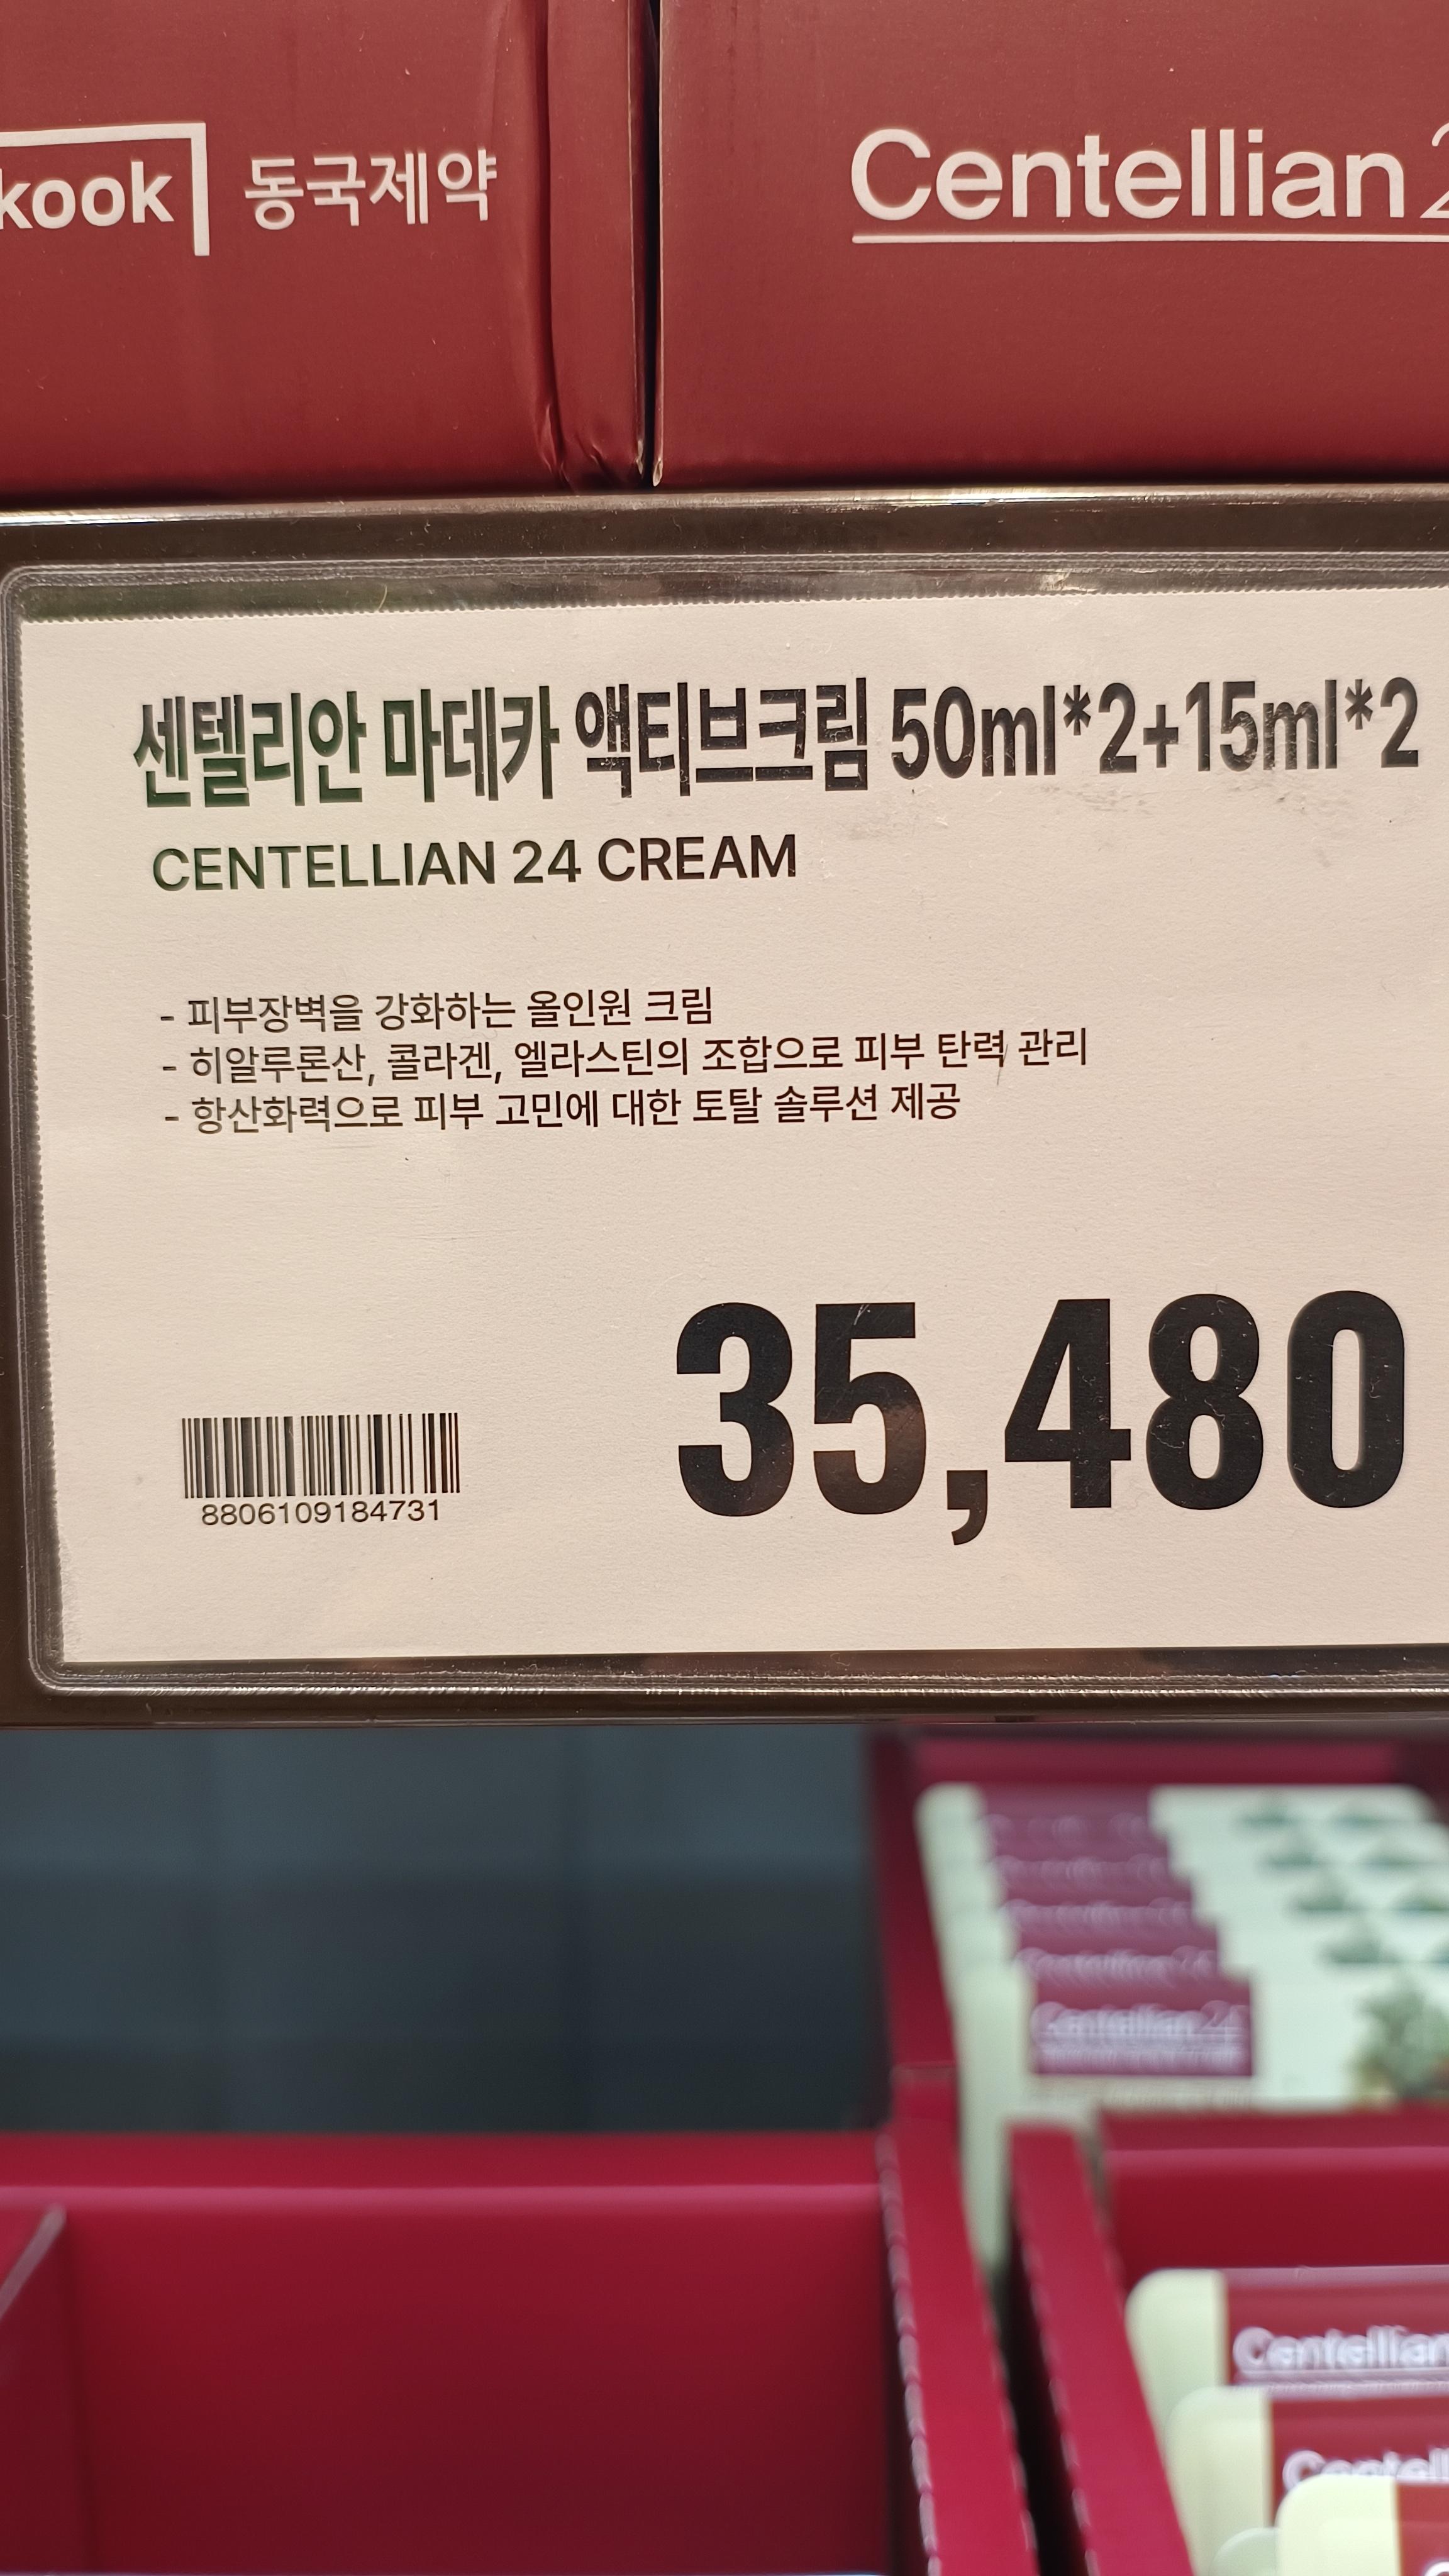 kook 동국제약
Centellian 2
센텔리안 마데카 액티브크림 50ml*2+15ml*2
CENTELLIAN 24 CREAM
- 피부장벽을 강화하는 올인원 크림
- 히알루론산, 콜라겐, 엘라스틴의 조합으로 피부 탄력 관리
- 항산화력으로 피부 고민에 대한 토탈 솔루션 제공
35,480
8806109184731
Centellian24
Centellian
Centell